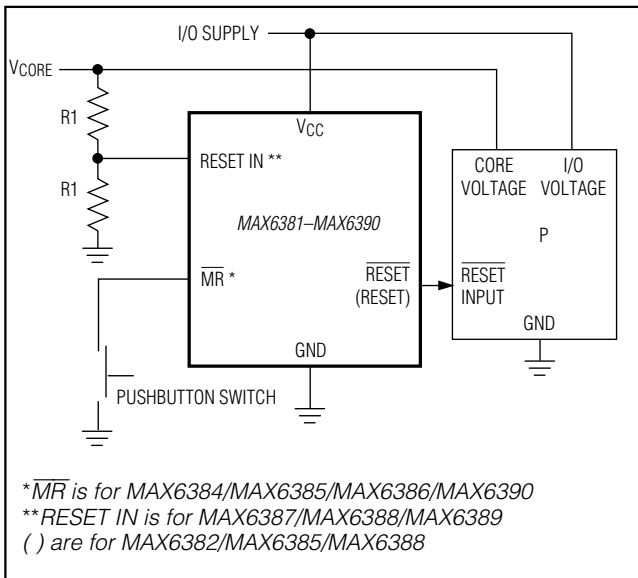 I/O SUPPLY
VCORE
R1
R1
VCC
RESET IN **
MAX6381–MAX6390
MR *
RESET
(RESET)
GND
CORE
VOLTAGE
I/O
VOLTAGE
P
RESET
INPUT
GND
PUSHBUTTON SWITCH
*MR is for MAX6384/MAX6385/MAX6386/MAX6390
**RESET IN is for MAX6387/MAX6388/MAX6389
( ) are for MAX6382/MAX6385/MAX6388